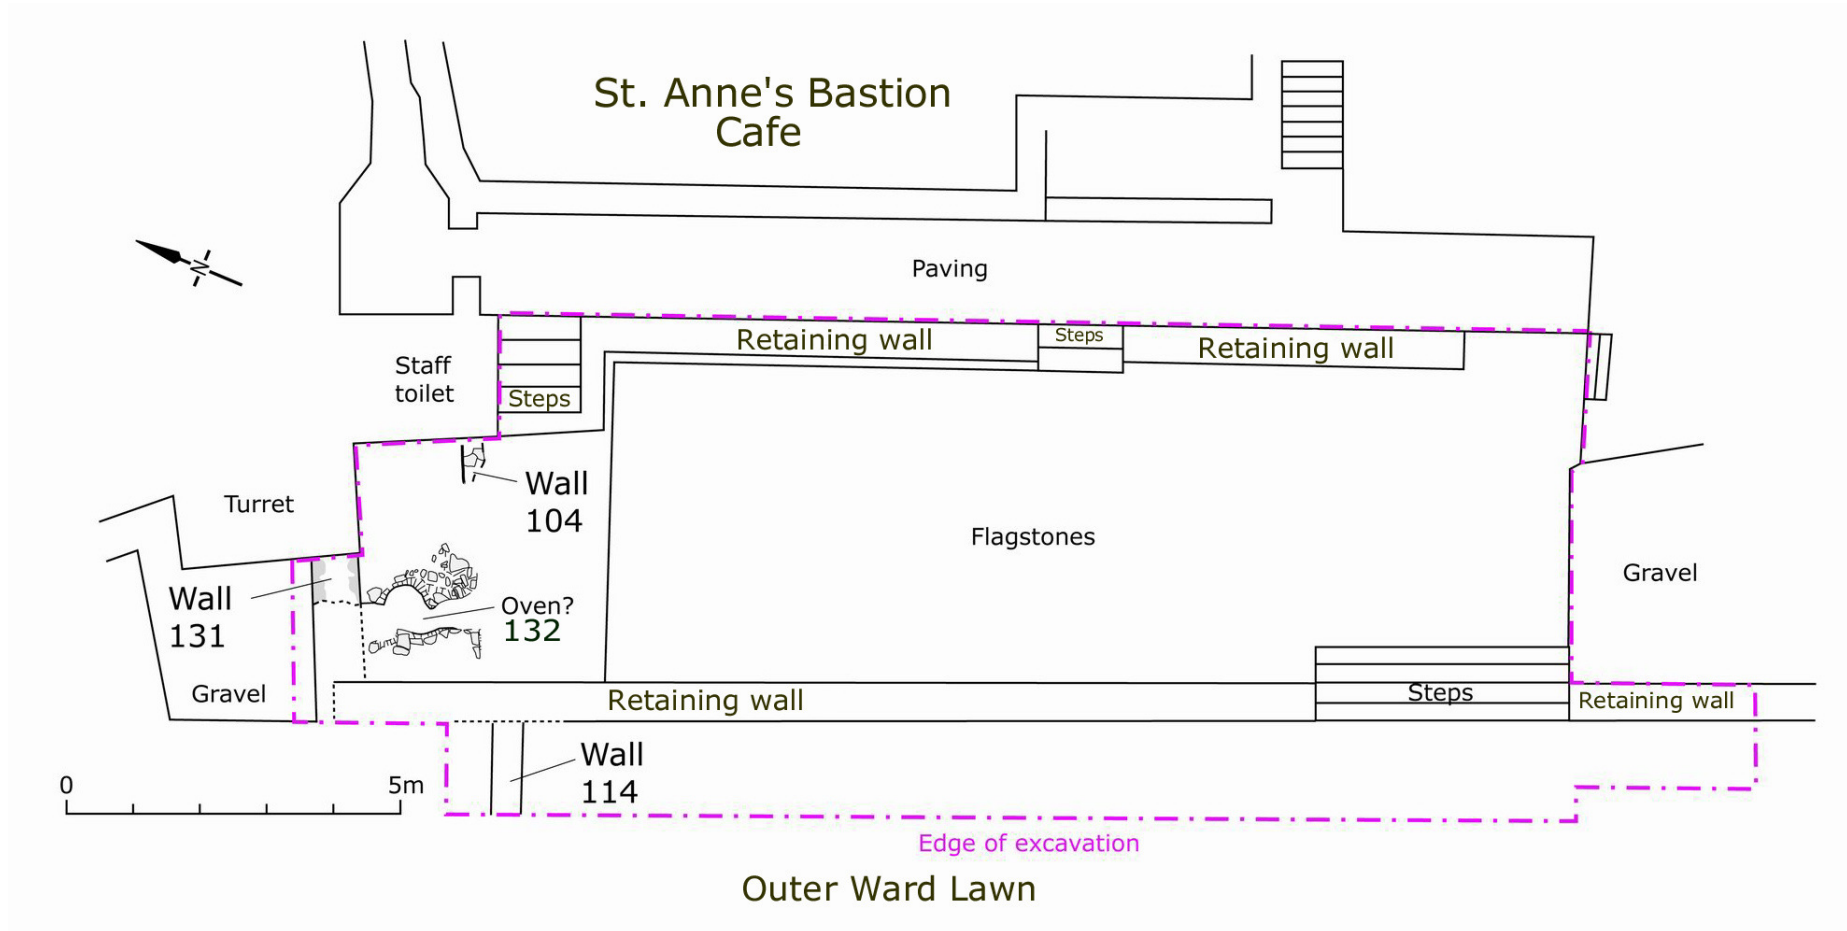 St. Anne's Bastion
Cafe
N
Paving
Retaining wall
Steps
Retaining wall
Staff
toilet
Steps
Turret
Wall
104
Flagstones
Gravel
Wall
131
Oven?
132
Gravel
Retaining wall
Steps
Retaining wall
Wall
114
0
5m
Edge of excavation
Outer Ward Lawn